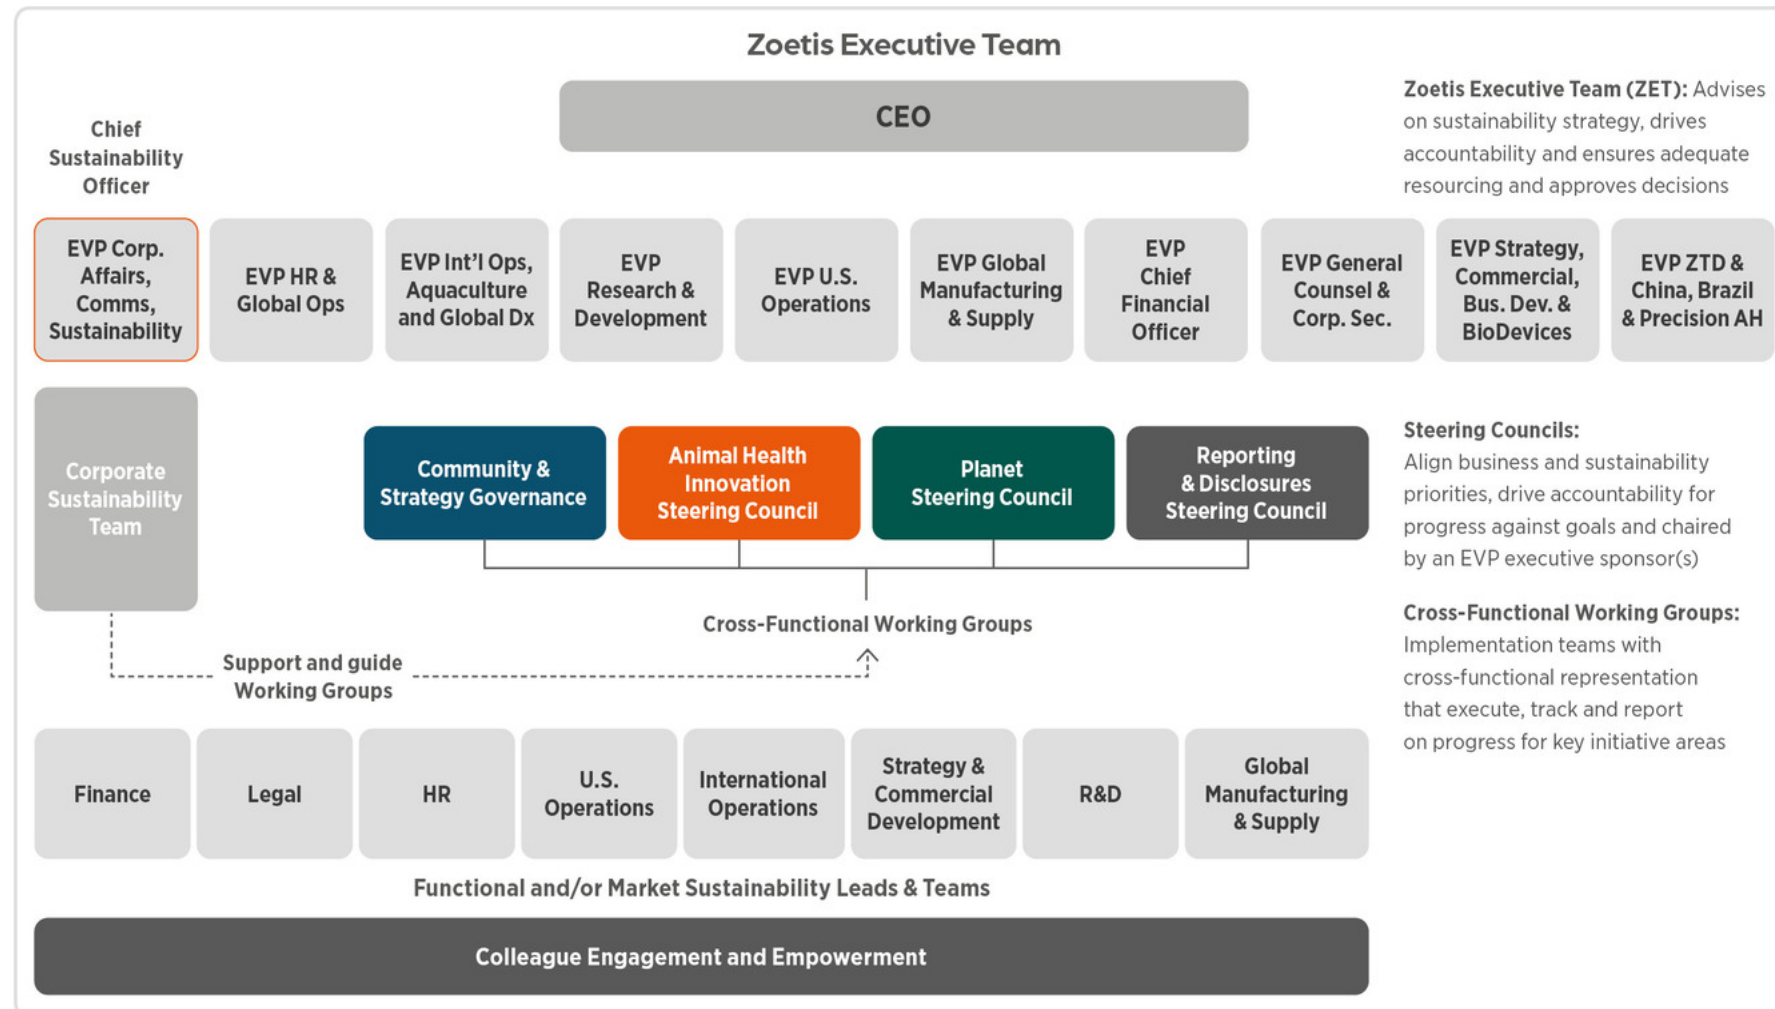 Zoetis Executive Team
CEO
Zoetis Executive Team (ZET): Advises
on sustainability strategy, drives
accountability and ensures adequate
resourcing and approves decisions
Chief
Sustainability
Officer
EVP Corp.
Affairs,
Comms,
Sustainability
EVP HR &
Global Ops
EVP Int'l Ops,
Aquaculture
and Global Dx
EVP
Research &
Development
EVP U.S.
Operations
EVP Global
Manufacturing
& Supply
EVP
Chief
Financial
Officer
EVP General
Counsel &
Corp. Sec.
EVP Strategy,
Commercial,
Bus. Dev. &
BioDevices
EVP ZTD &
China, Brazil
& Precision AH
Corporate
Sustainability
Team
Community &
Strategy Governance
Animal Health
Innovation
Steering Council
Planet
Steering Council
Reporting
& Disclosures
Steering Council
Steering Councils:
Align business and sustainability
priorities, drive accountability for
progress against goals and chaired
by an EVP executive sponsor(s)
Cross-Functional Working Groups
Support and guide
Working Groups
Cross-Functional Working Groups:
Implementation teams with
cross-functional representation
that execute, track and report
on progress for key initiative areas
Finance
Legal
HR
U.S.
Operations
International
Operations
Strategy &
Commercial
Development
R&D
Global
Manufacturing
& Supply
Functional and/or Market Sustainability Leads & Teams
Colleague Engagement and Empowerment